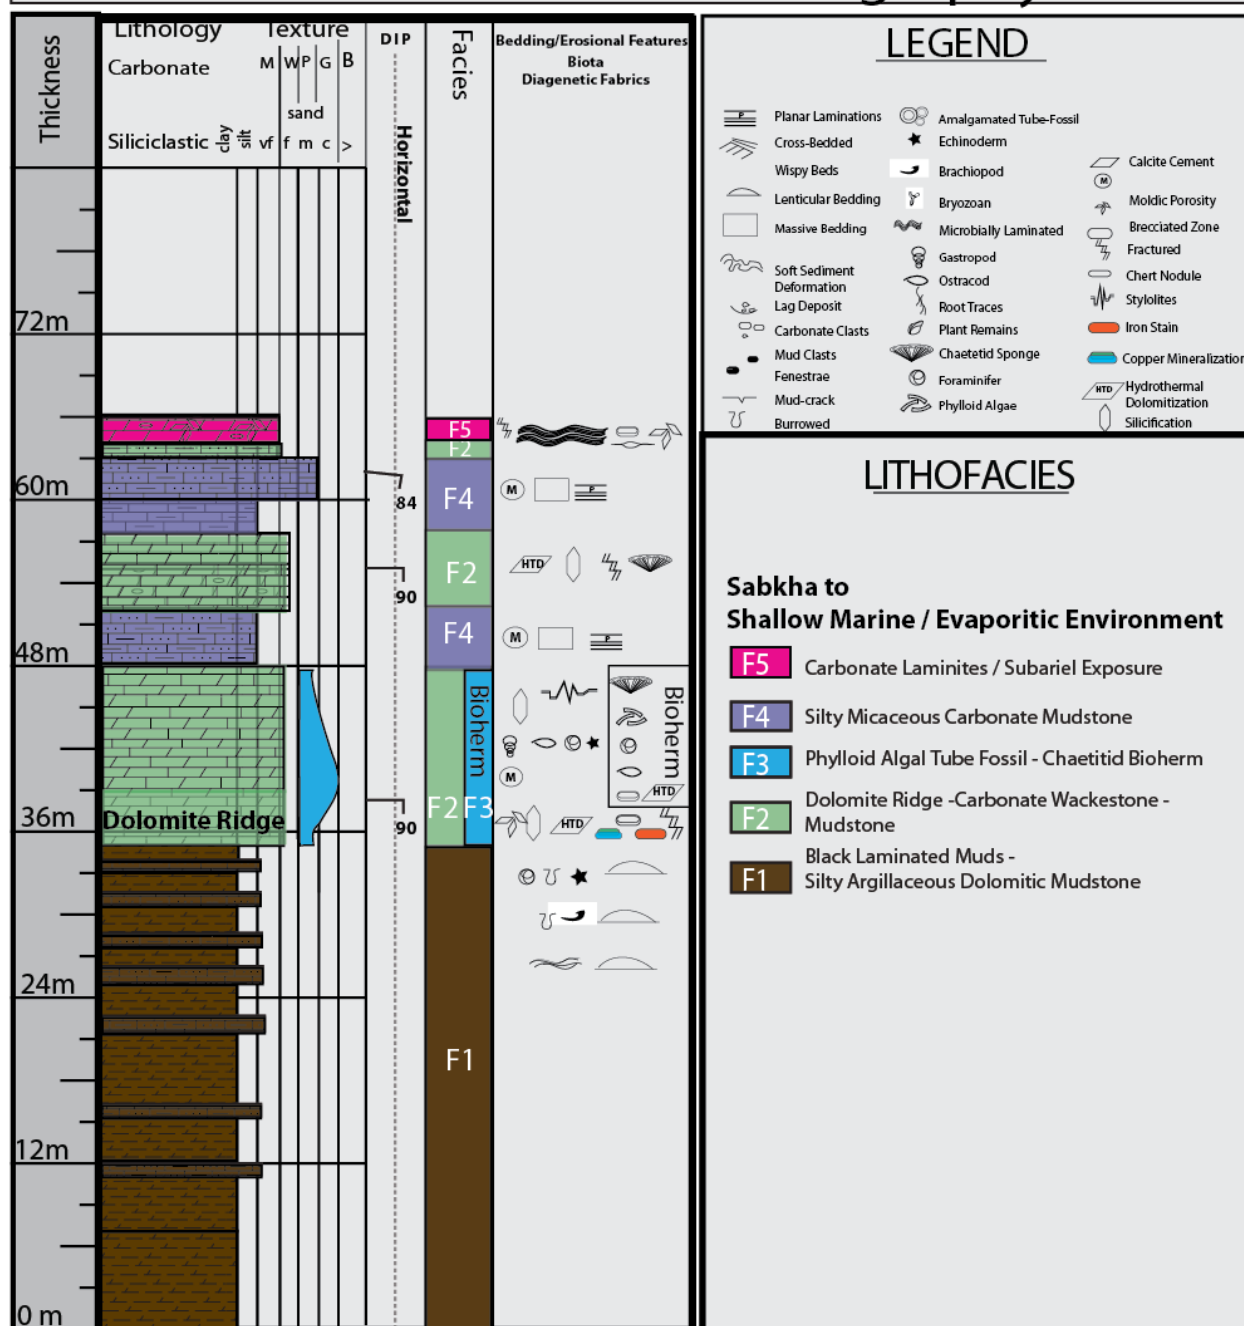 Thickness
Lithology Texture
Carbonate M W P G B
sand
Siliciclastic clay silt vf f m c >
DIP
Horizontal
Facies
Bedding/Erosional Features
Biota
Diagenetic Fabrics
72m
60m
48m
36m
24m
12m
0 m
F5
F2
F4
84
P
M
F2
90
HTD
F4
M
P
Dolomite Ridge
F2
F3
Bioherm
90
M
Bioherm
HTD
HTD
F1
LEGEND
P
Planar Laminations
Cross-Bedded
Wispy Beds
Lenticular Bedding
Massive Bedding
Soft Sediment
Deformation
Lag Deposit
Carbonate Clasts
Mud Clasts
Fenestrae
Mud-crack
Burrowed
Amalgamated Tube-Fossil
Echinoderm
Brachiopod
Bryozoan
Microbially Laminated
Gastropod
Ostracod
Root Traces
Plant Remains
Chaetetid Sponge
Foraminifer
Phylloid Algae
Calcite Cement
M
Moldic Porosity
Brecciated Zone
Fractured
Chert Nodule
Stylolites
Iron Stain
Copper Mineralization
HTD Hydrothermal
Dolomitization
Silicification
LITHOFACIES
Sabkha to
Shallow Marine / Evaporitic Environment
F5 Carbonate Laminites / Subariel Exposure
F4 Silty Micaceous Carbonate Mudstone
F3 Phylloid Algal Tube Fossil - Chaetitid Bioherm
F2 Dolomite Ridge -Carbonate Wackestone -
Mudstone
F1 Black Laminated Muds -
Silty Argillaceous Dolomitic Mudstone